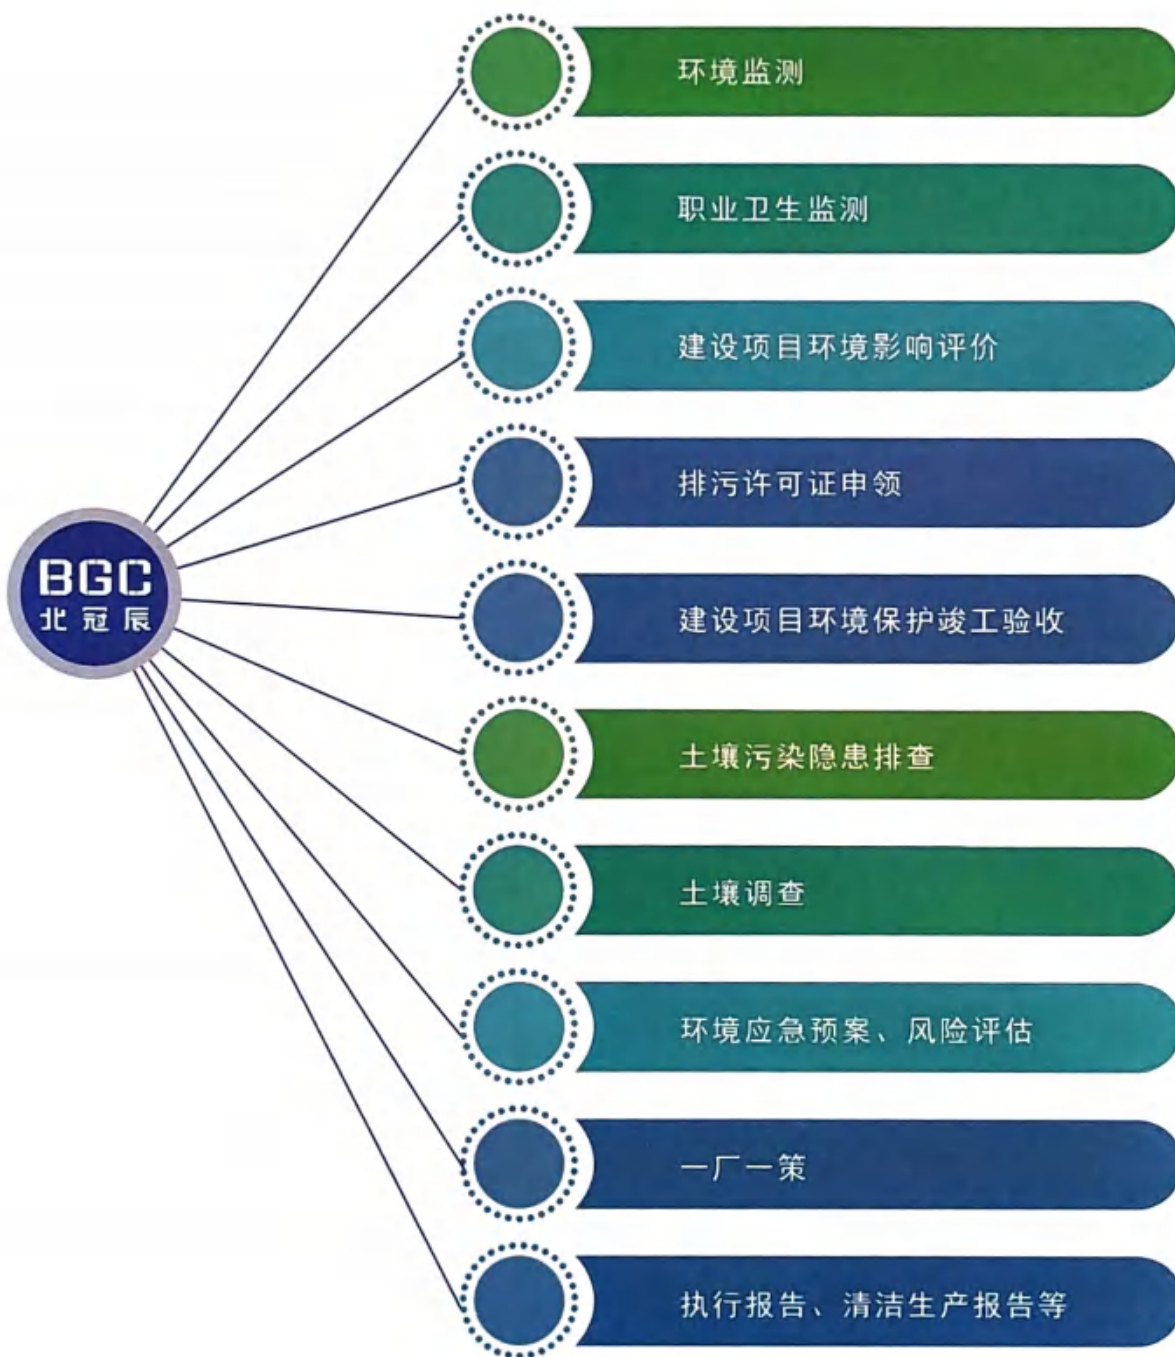 环境监测
职业卫生监测
建设项目环境影响评价
排污许可证申领
BGC
北冠辰
建设项目环境保护竣工验收
土壤污染隐患排查
土壤调查
环境应急预案、风险评估
一厂一策
执行报告、清洁生产报告等